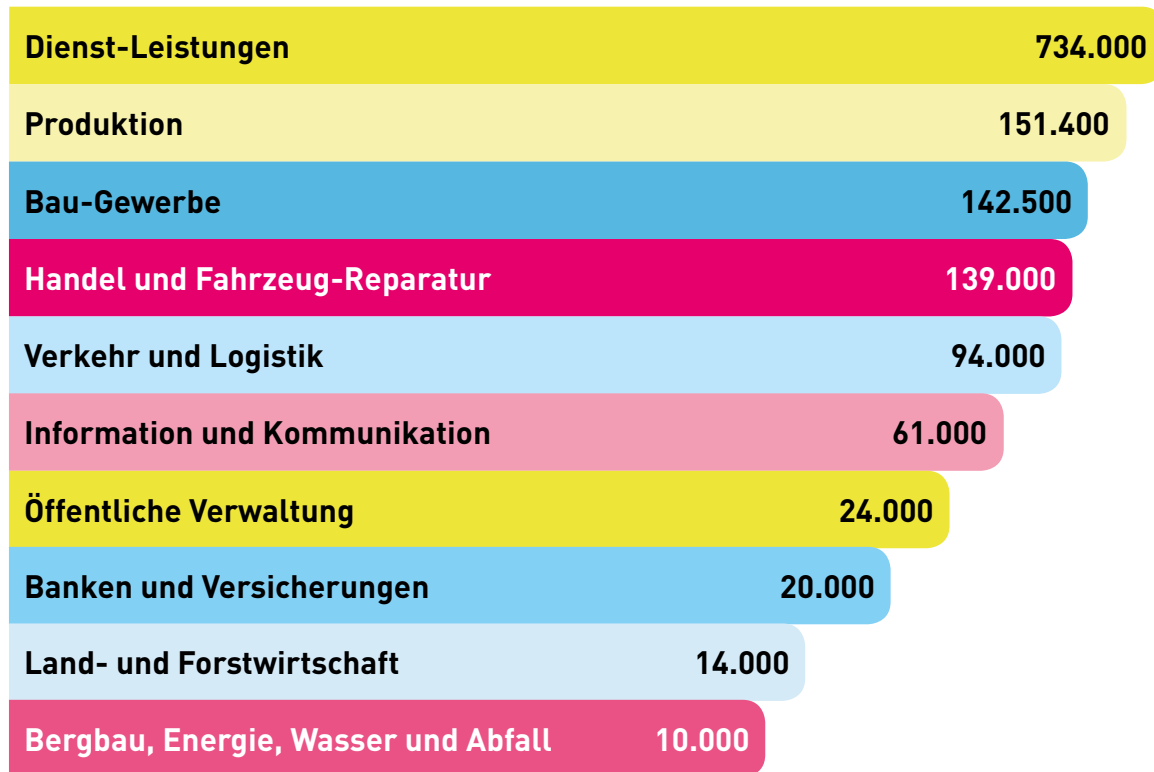 Dienst-Leistungen 734.000
Produktion 151.400
Bau-Gewerbe 142.500
Handel und Fahrzeug-Reparatur 139.000
Verkehr und Logistik 94.000
Information und Kommunikation 61.000
Öffentliche Verwaltung 24.000
Banken und Versicherungen 20.000
Land- und Forstwirtschaft 14.000
Bergbau, Energie, Wasser und Abfall 10.000